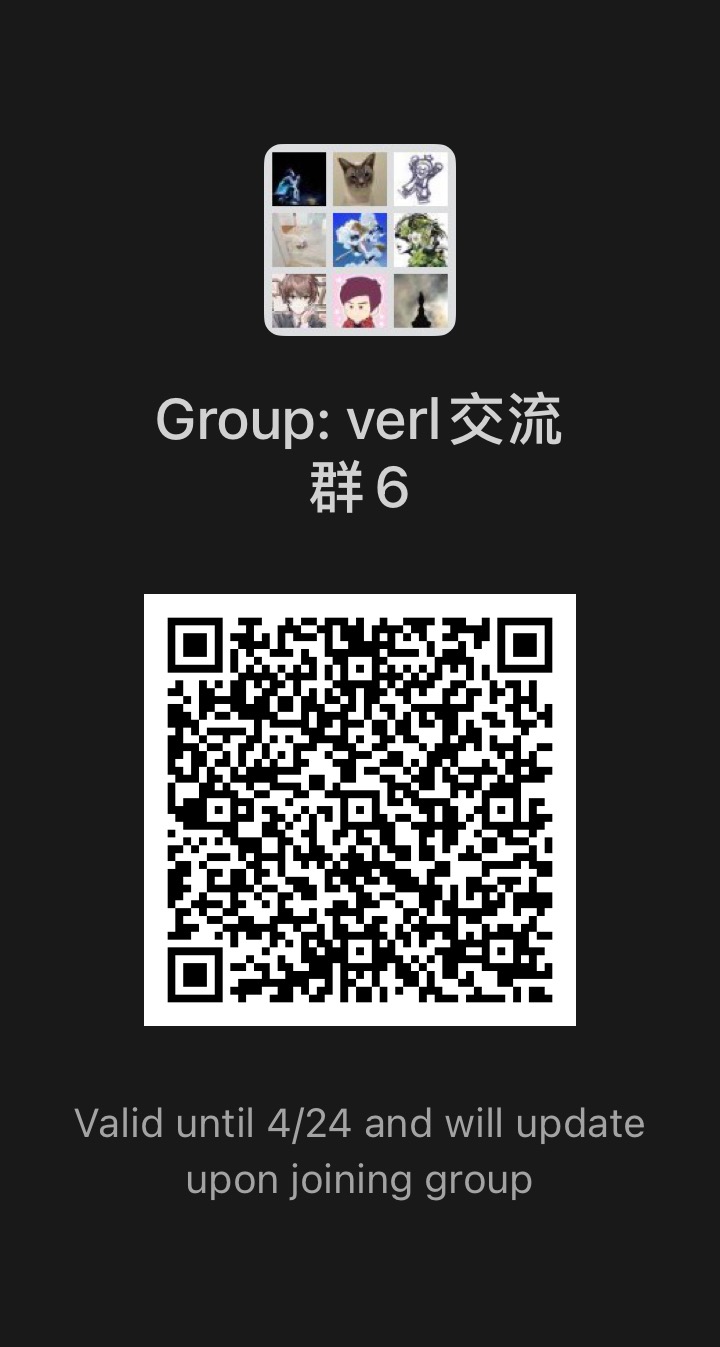 Group: verl交流
群 6
Valid until 4/24 and will update
upon joining group